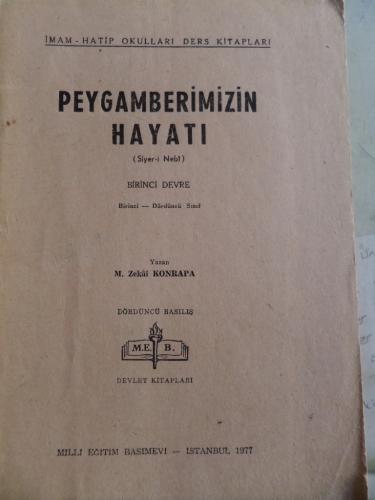 İMAM - HATİP OKULLARI DERS KİTAPLARI
PEYGAMBERİMİZİN
HAYATI
(Siyer-i Nebî)
BİRİNCİ DEVRE
Birinci — Dördüncü Sınıf
Yazan
M. Zekâi KONRAPA
DÖRDÜNCÜ BASILIŞ
M.E. B.
DEVLET KİTAPLARI
MİLLÎ EĞİTİM BASIMEVİ — İSTANBUL 1977